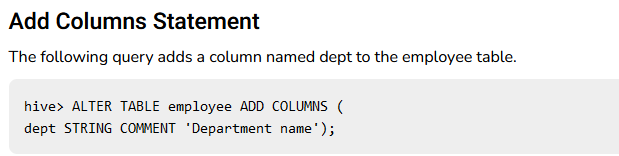 Add Columns Statement
The following query adds a column named dept to the employee table.
hive> ALTER TABLE employee ADD COLUMNS (
dept STRING COMMENT 'Department name');